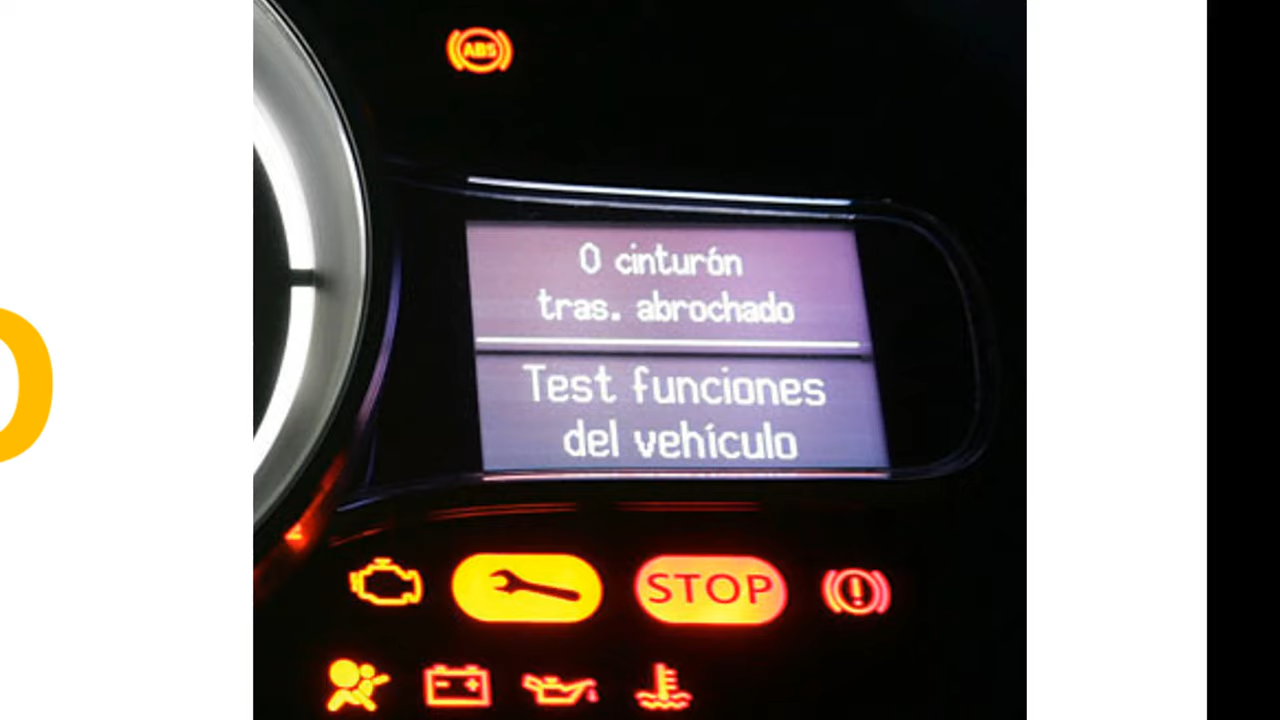 ABS
0 cinturón
tras. abrochado
Test funciones
del vehículo
STOP